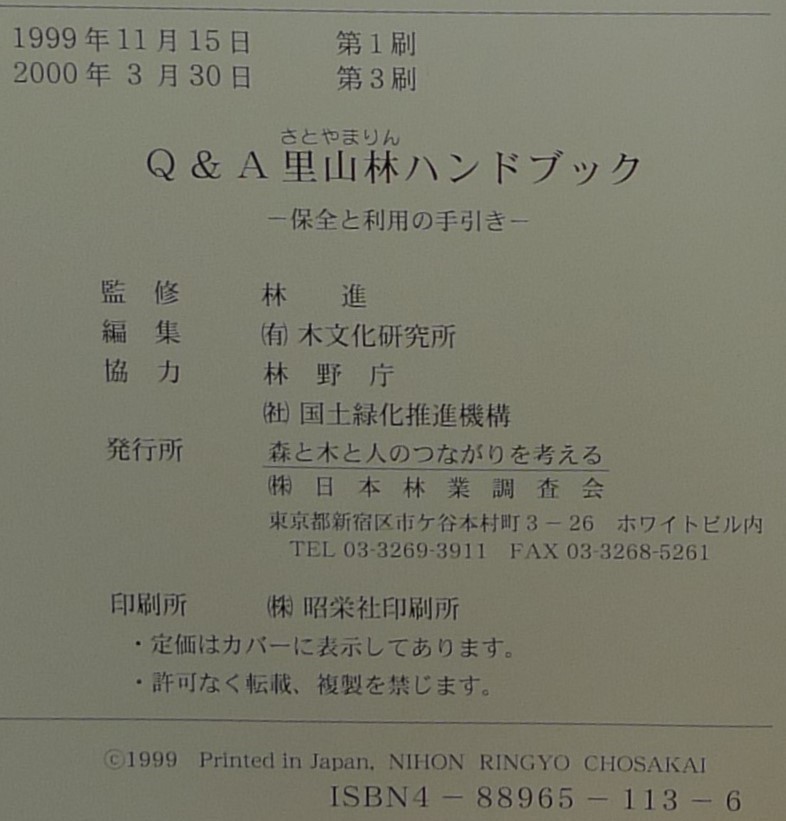 1999年11月15日　第1刷
2000年 3 月30日　第3刷
さとやまりん
Q & A 里山林ハンドブック
－保全と利用の手引き－
監　修　林　　進
編　集　㈲ 木文化研究所
協　力　林　野　庁
㈳ 国土緑化推進機構
発行所　森と木と人のつながりを考える
㈱ 日　本　林　業　調　査　会
東京都新宿区市ケ谷本村町3－26　ホワイトビル内
TEL 03-3269-3911　FAX 03-3268-5261
印刷所　㈱ 昭栄社印刷所
・定価はカバーに表示してあります。
・許可なく転載、複製を禁じます。
©1999　Printed in Japan, NIHON RINGYO CHOSAKAI
ISBN4－88965－113－6